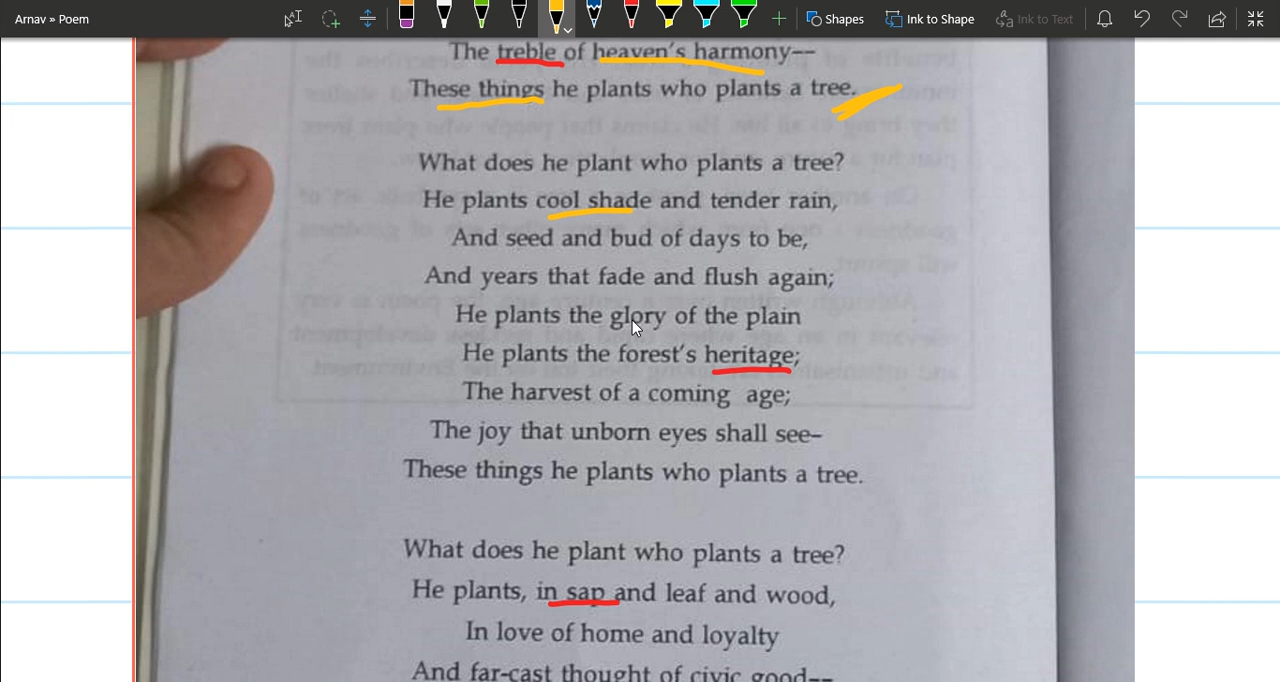 Arnav » Poem
Shapes
Ink to Shape
Ink to Text
The treble of heaven's harmony--
These things he plants who plants a tree.
What does he plant who plants a tree?
He plants cool shade and tender rain,
And seed and bud of days to be,
And years that fade and flush again;
He plants the glory of the plain
He plants the forest's heritage;
The harvest of a coming age;
The joy that unborn eyes shall see–
These things he plants who plants a tree.
What does he plant who plants a tree?
He plants, in sap and leaf and wood,
In love of home and loyalty
And far-cast thought of civic good--